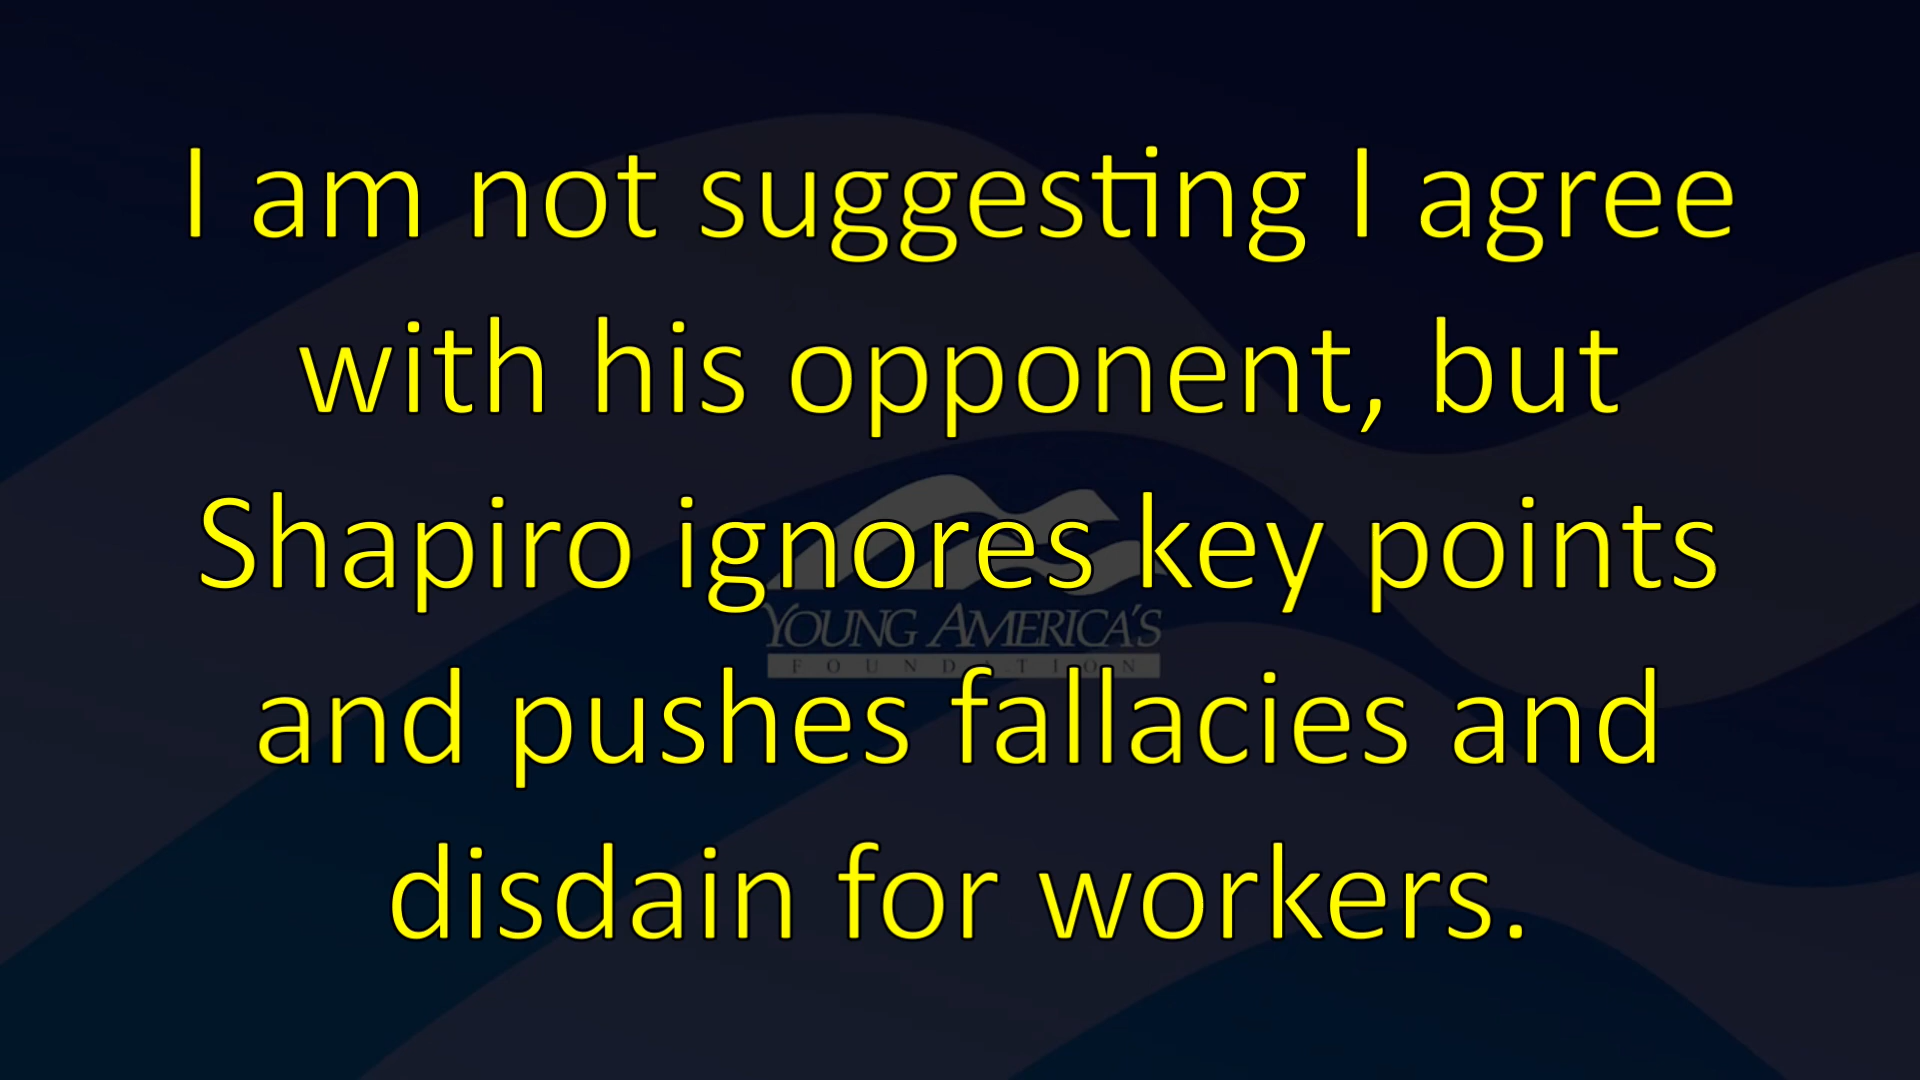 I am not suggesting I agree
with his opponent, but
Shapiro ignores key points
YOUNG AMERICA'S
FOUNDATION
and pushes fallacies and
disdain for workers.